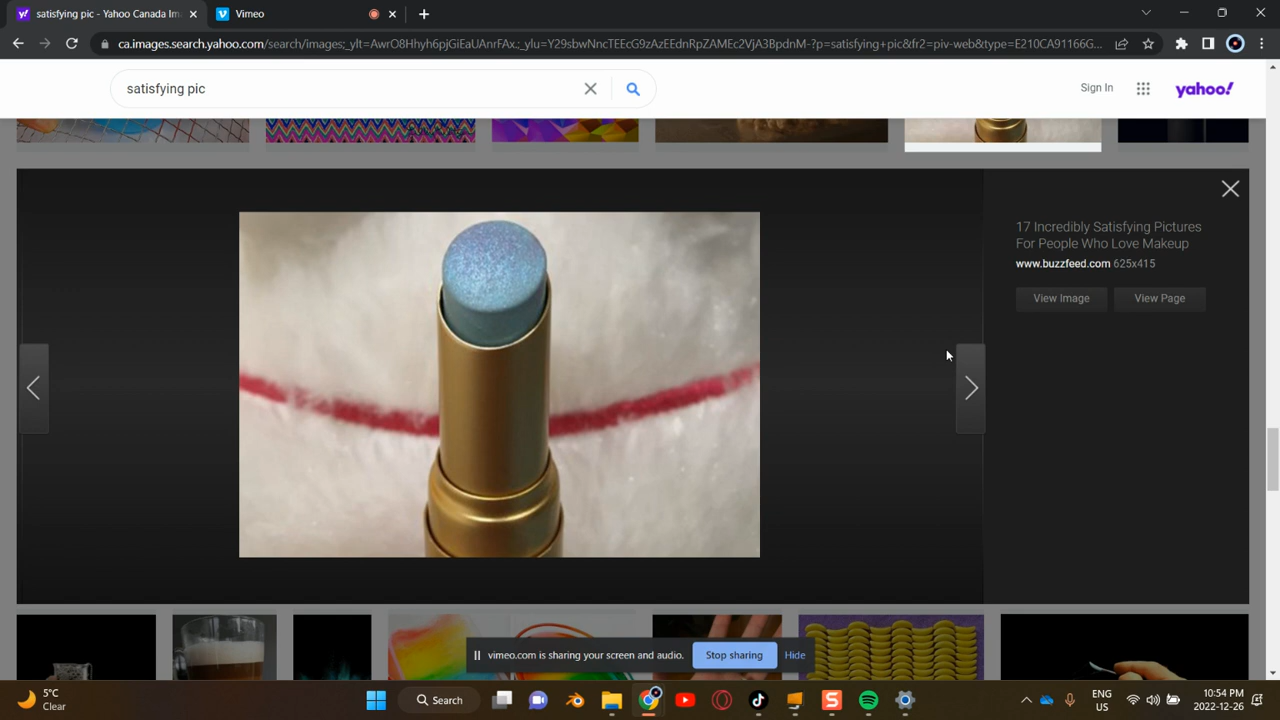 satisfying pic - Yahoo Canada Im
Vimeo
ca.images.search.yahoo.com/search/images;_ylt=AwrO8Hhyh6pjGiEaUAnrFAx.;_ylu=Y29sbwNncTEEcG9zAzEEdnRpZAMEc2VjA3BpdnM-?p=satisfying+pic&fr2=piv-web&type=E210CA91166G...
satisfying pic
Sign In
yahoo!
17 Incredibly Satisfying Pictures
For People Who Love Makeup
www.buzzfeed.com 625x415
View Image
View Page
vimeo.com is sharing your screen and audio.
Stop sharing
Hide
5°C
Clear
Search
ENG
US
10:54 PM
2022-12-26